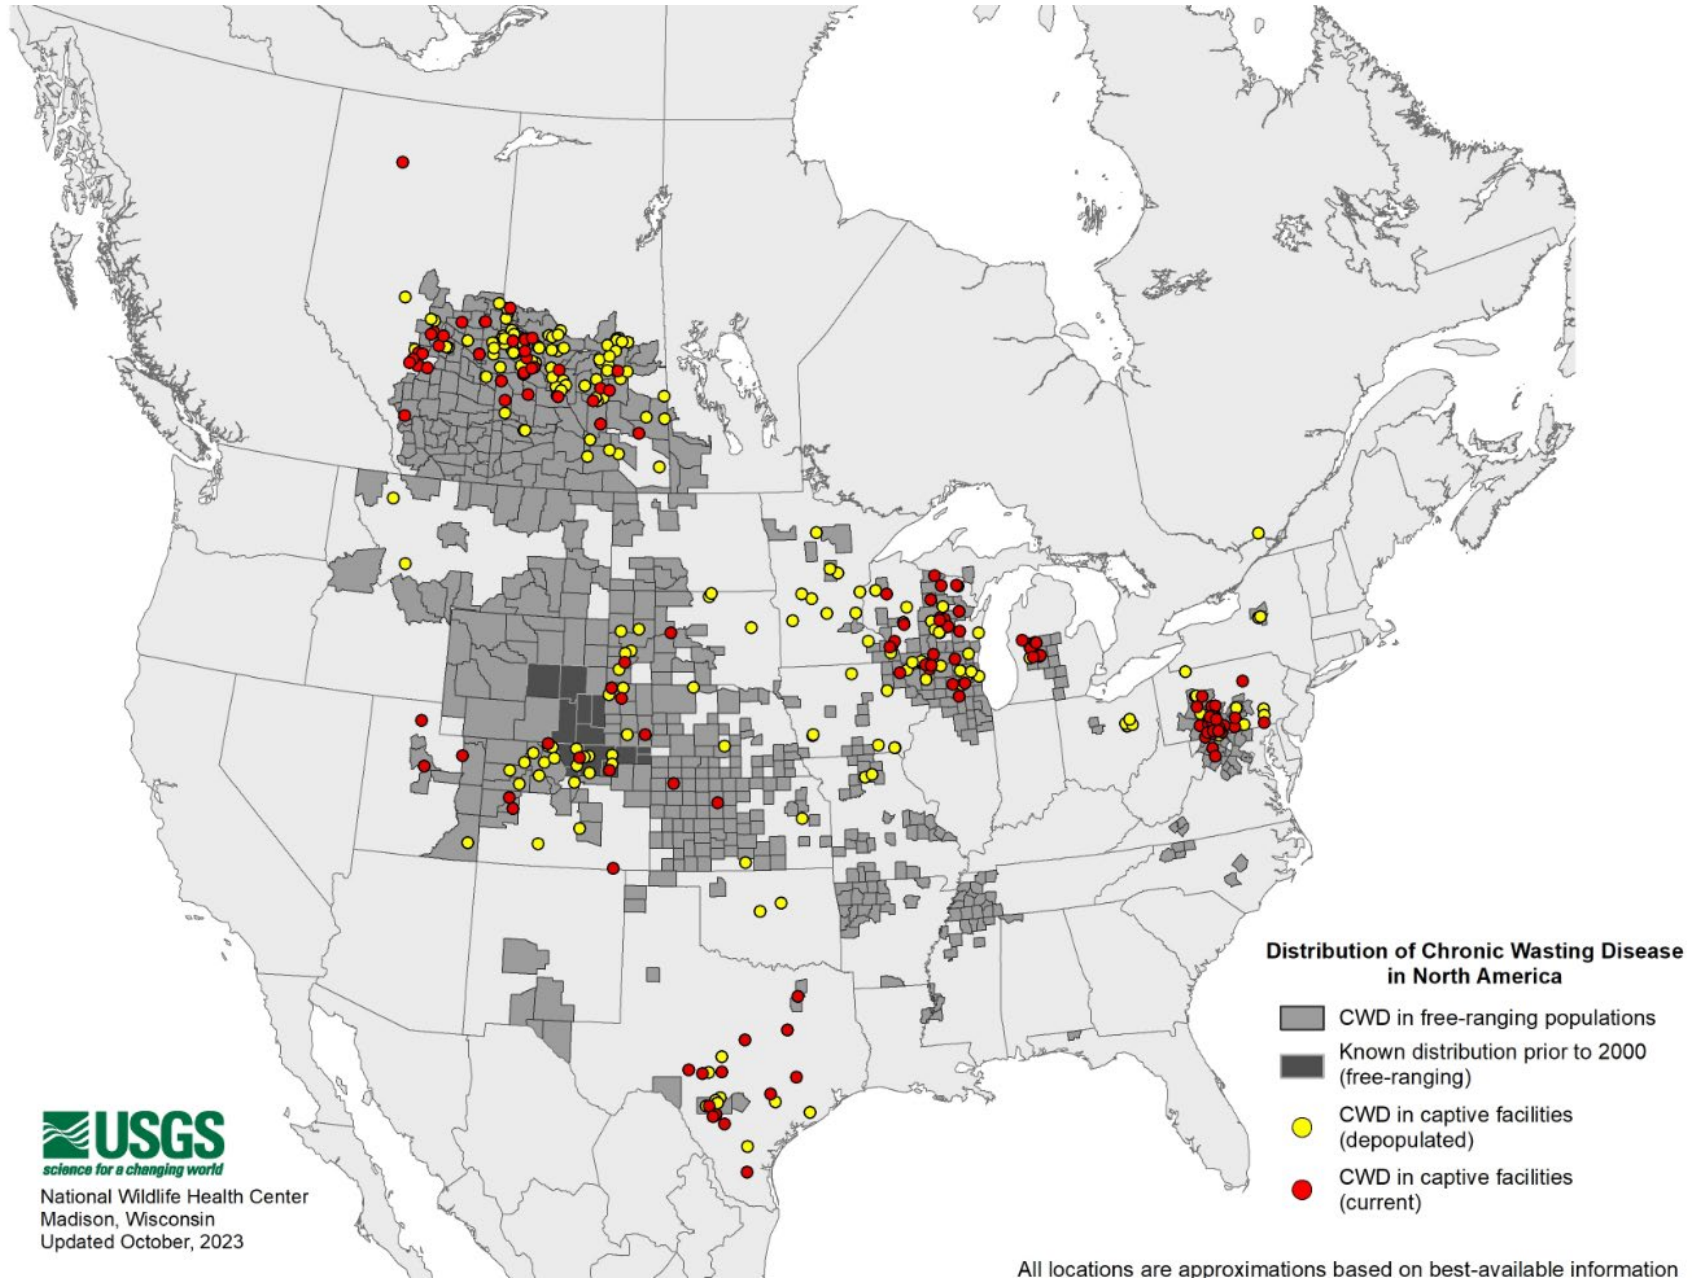 Distribution of Chronic Wasting Disease
in North America
CWD in free-ranging populations
Known distribution prior to 2000
(free-ranging)
CWD in captive facilities
(depopulated)
CWD in captive facilities
(current)
USGS
science for a changing world
National Wildlife Health Center
Madison, Wisconsin
Updated October, 2023
All locations are approximations based on best-available information